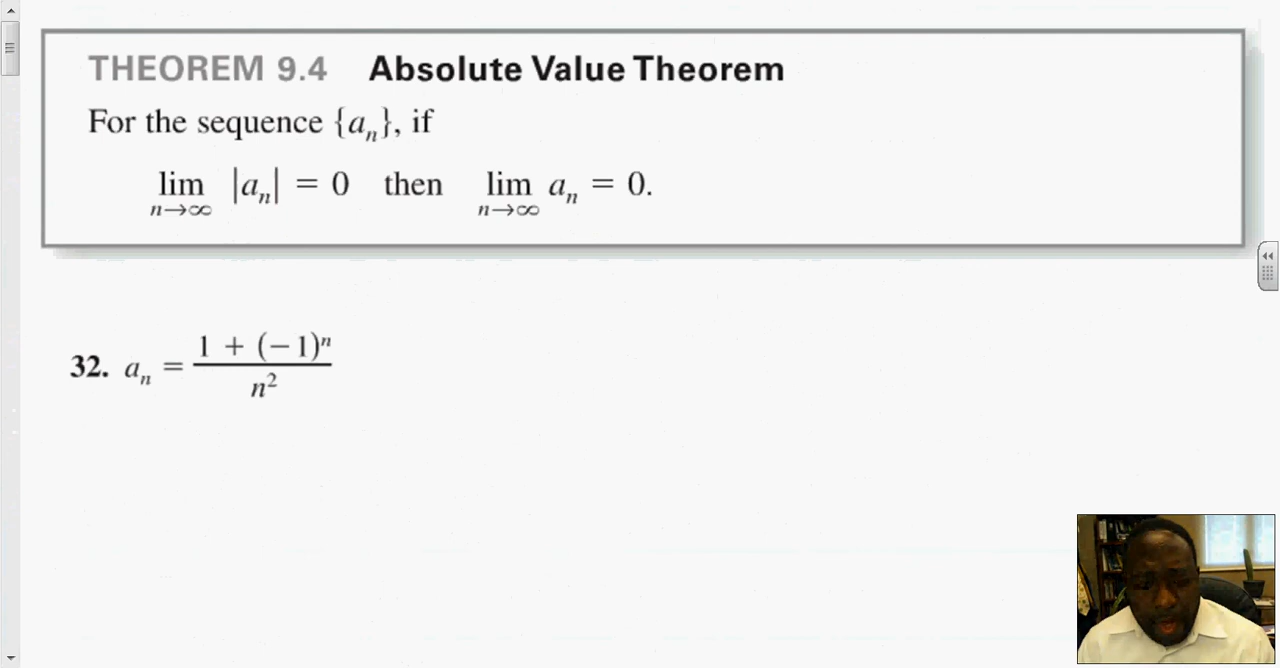 THEOREM 9.4 Absolute Value Theorem
For the sequence {aₙ}, if
lim n→∞ |aₙ| = 0 then lim n→∞ aₙ = 0.
32. aₙ = (1 + (−1)ⁿ) / n²